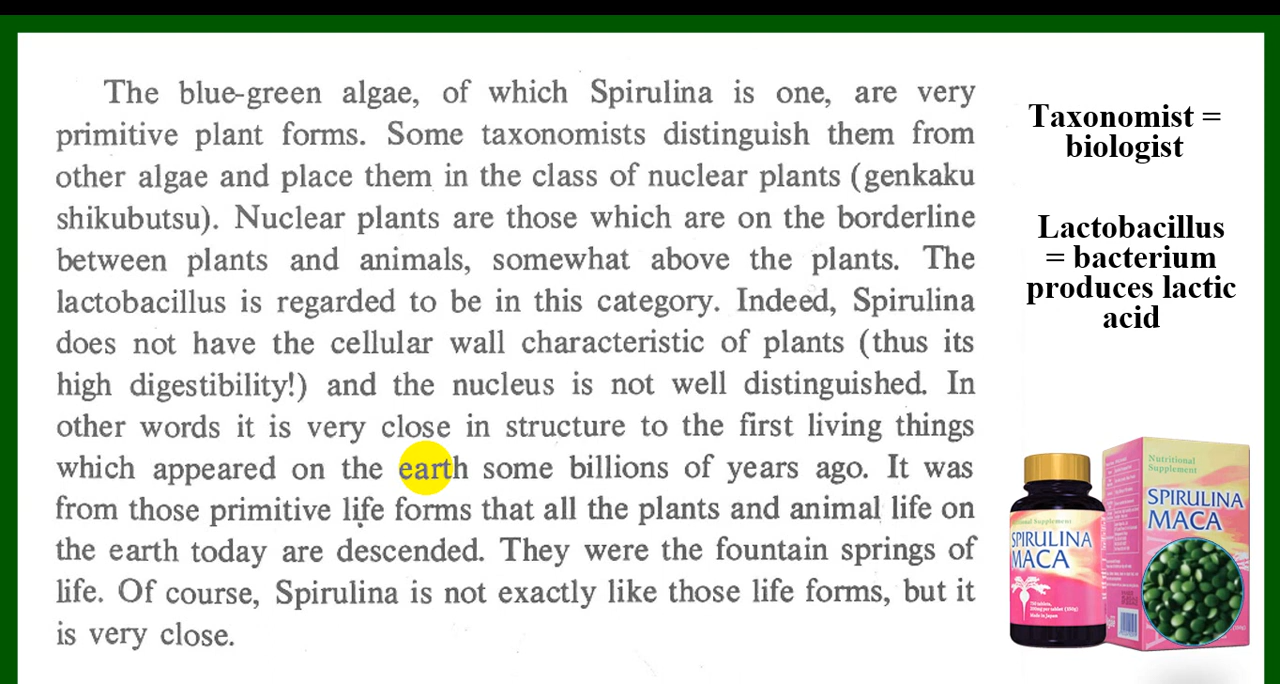 The blue-green algae, of which Spirulina is one, are very
primitive plant forms. Some taxonomists distinguish them from
other algae and place them in the class of nuclear plants (genkaku
shikubutsu). Nuclear plants are those which are on the borderline
between plants and animals, somewhat above the plants. The
lactobacillus is regarded to be in this category. Indeed, Spirulina
does not have the cellular wall characteristic of plants (thus its
high digestibility!) and the nucleus is not well distinguished. In
other words it is very close in structure to the first living things
which appeared on the earth some billions of years ago. It was
from those primitive life forms that all the plants and animal life on
the earth today are descended. They were the fountain springs of
life. Of course, Spirulina is not exactly like those life forms, but it
is very close.
Taxonomist =
biologist
Lactobacillus
= bacterium
produces lactic
acid
Nutritional
Supplement
SPIRULINA
MACA
Supplement
SPIRULINA
MACA
Made in Japan